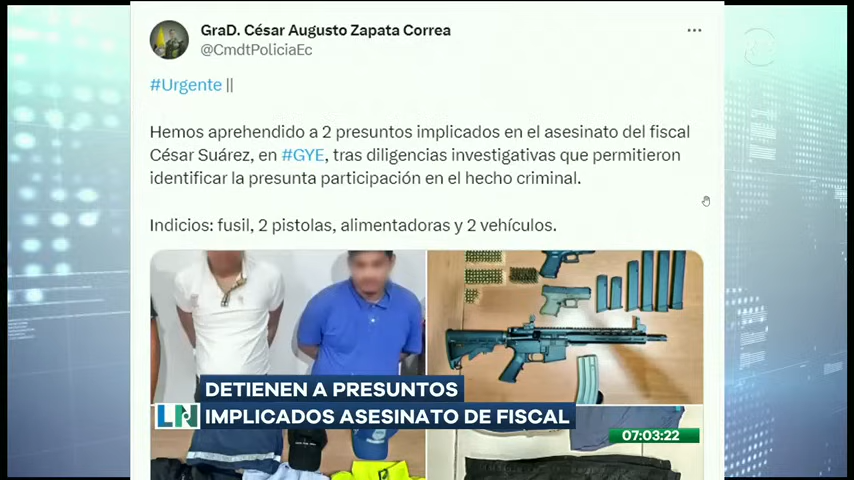 GraD. César Augusto Zapata Correa
@CmdtPoliciaEc
#Urgente ||
Hemos aprehendido a 2 presuntos implicados en el asesinato del fiscal
César Suárez, en #GYE, tras diligencias investigativas que permitieron
identificar la presunta participación en el hecho criminal.
Indicios: fusil, 2 pistolas, alimentadoras y 2 vehículos.
DETIENEN A PRESUNTOS
LN IMPLICADOS ASESINATO DE FISCAL
07:03:22